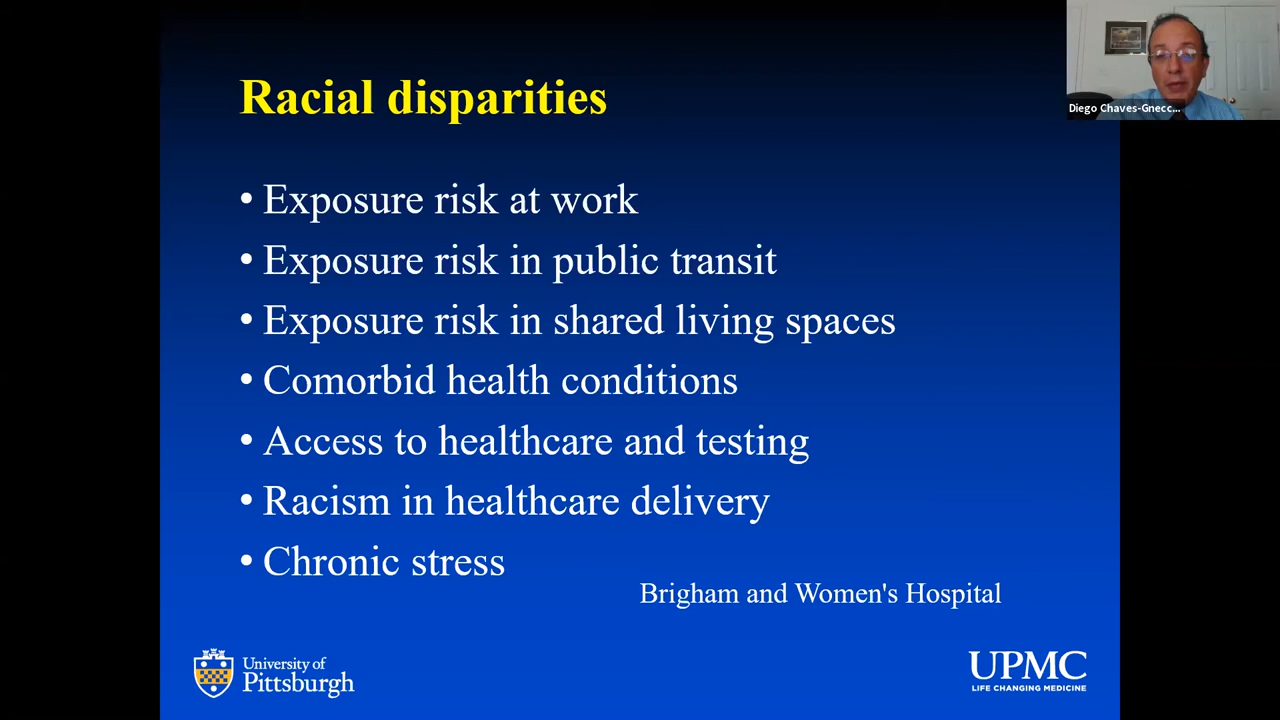 Racial disparities
• Exposure risk at work
• Exposure risk in public transit
• Exposure risk in shared living spaces
• Comorbid health conditions
• Access to healthcare and testing
• Racism in healthcare delivery
• Chronic stress
Brigham and Women's Hospital
University of
Pittsburgh
UPMC
LIFE CHANGING MEDICINE
Diego Chaves-Gnecc...